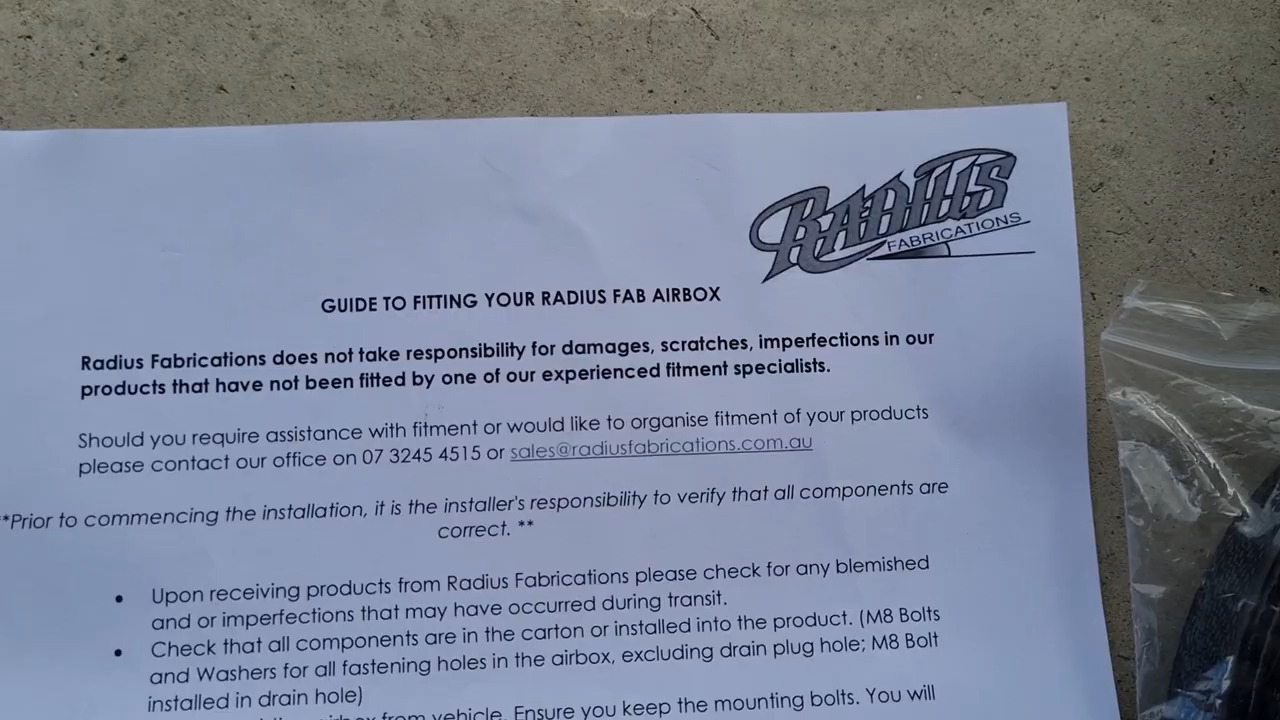 RADIUS
FABRICATIONS
GUIDE TO FITTING YOUR RADIUS FAB AIRBOX
Radius Fabrications does not take responsibility for damages, scratches, imperfections in our
products that have not been fitted by one of our experienced fitment specialists.
Should you require assistance with fitment or would like to organise fitment of your products
please contact our office on 07 3245 4515 or sales@radiusfabrications.com.au
**Prior to commencing the installation, it is the installer's responsibility to verify that all components are
correct. **
• Upon receiving products from Radius Fabrications please check for any blemished
and or imperfections that may have occurred during transit.
• Check that all components are in the carton or installed into the product. (M8 Bolts
and Washers for all fastening holes in the airbox, excluding drain plug hole; M8 Bolt
installed in drain hole)
from vehicle. Ensure you keep the mounting bolts. You will